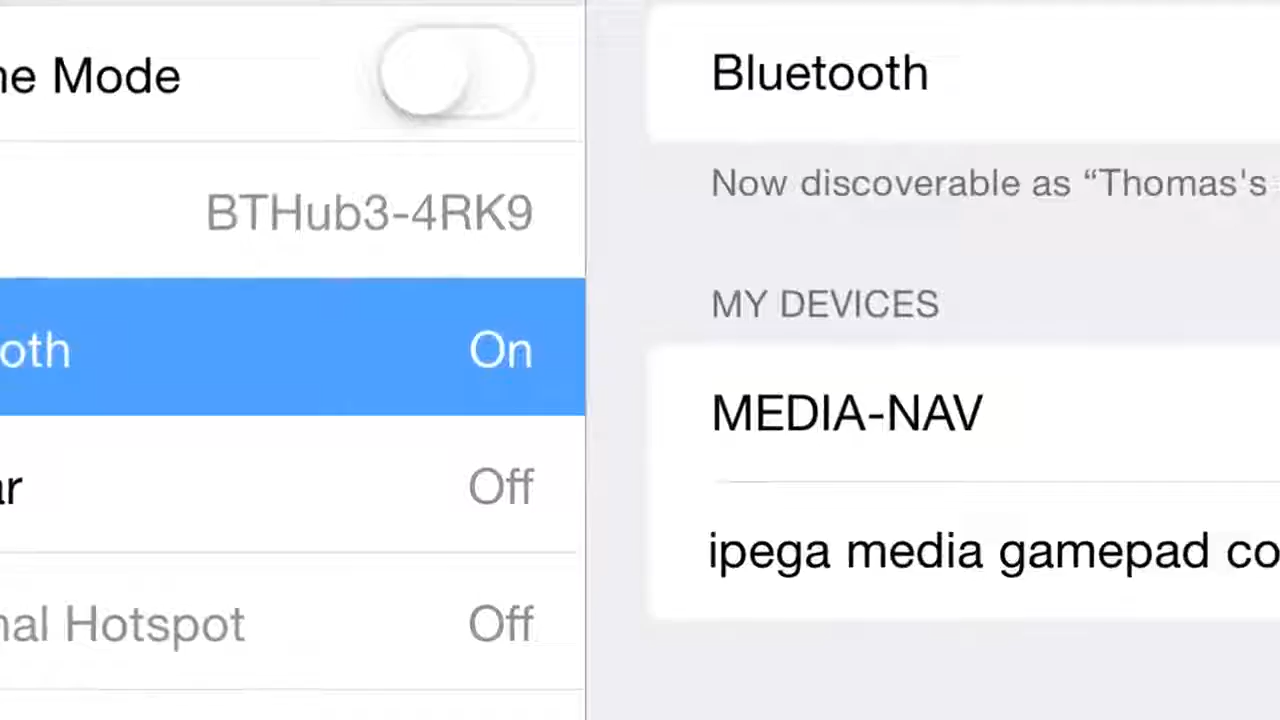 ne Mode
BTHub3-4RK9
ooth On
ar Off
nal Hotspot Off
Bluetooth
Now discoverable as “Thomas's
MY DEVICES
MEDIA-NAV
ipega media gamepad co